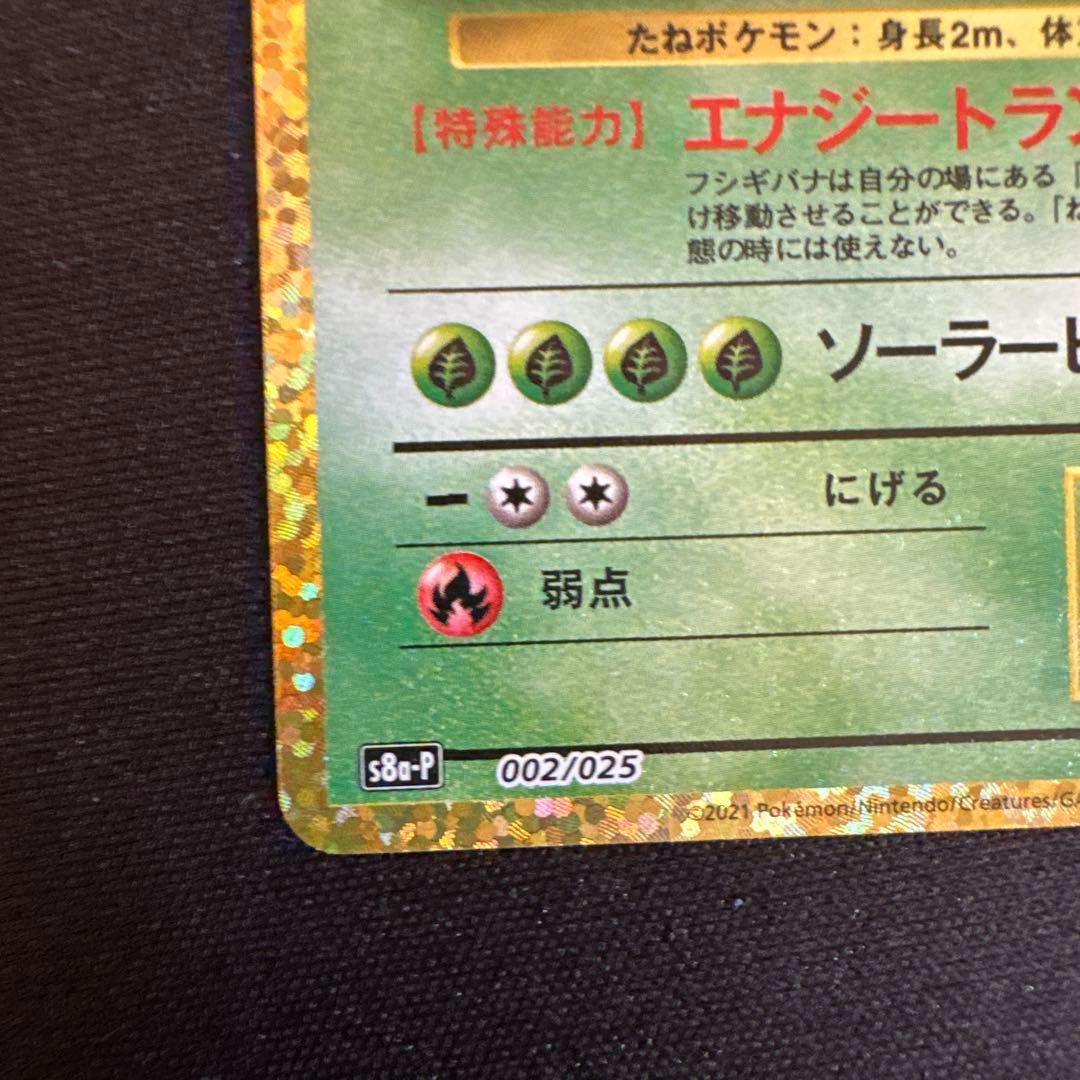 たねポケモン：身長2m、体
【特殊能力】 エナジートラン
フシギバナは自分の場にある「
け移動させることができる。「ね
態の時には使えない。
ソーラービ
にげる
弱点
s8a-P 002/025
©2021 Pokémon/Nintendo/Creatures/GA